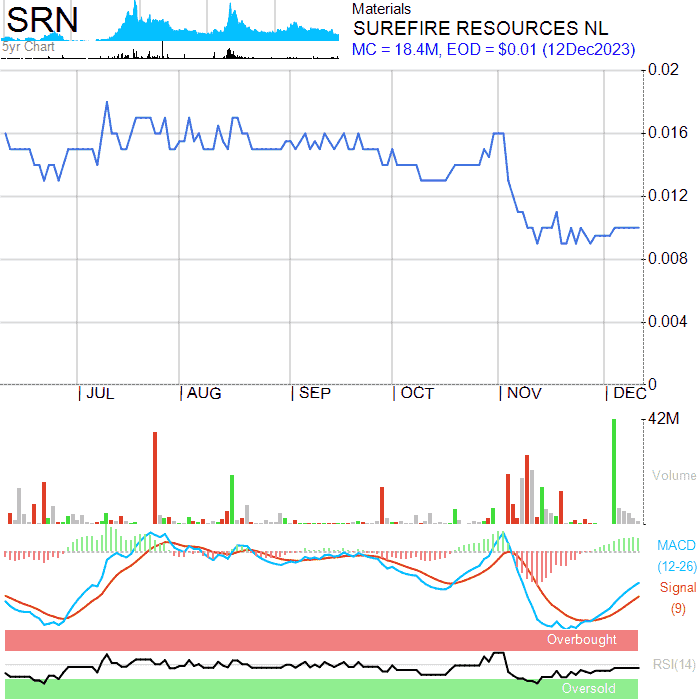 SRN
5yr Chart
Materials
SUREFIRE RESOURCES NL
MC = 18.4M, EOD = $0.01 (12Dec2023)
0.02
0.016
0.012
0.008
0.004
0
JUL AUG SEP OCT NOV DEC
42M
Volume
MACD
(12-26)
Signal
(9)
Overbought
RSI(14)
Oversold